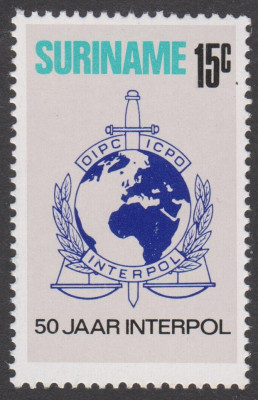 SURINAME
15c
OIPC ICPO
INTERPOL
50 JAAR INTERPOL